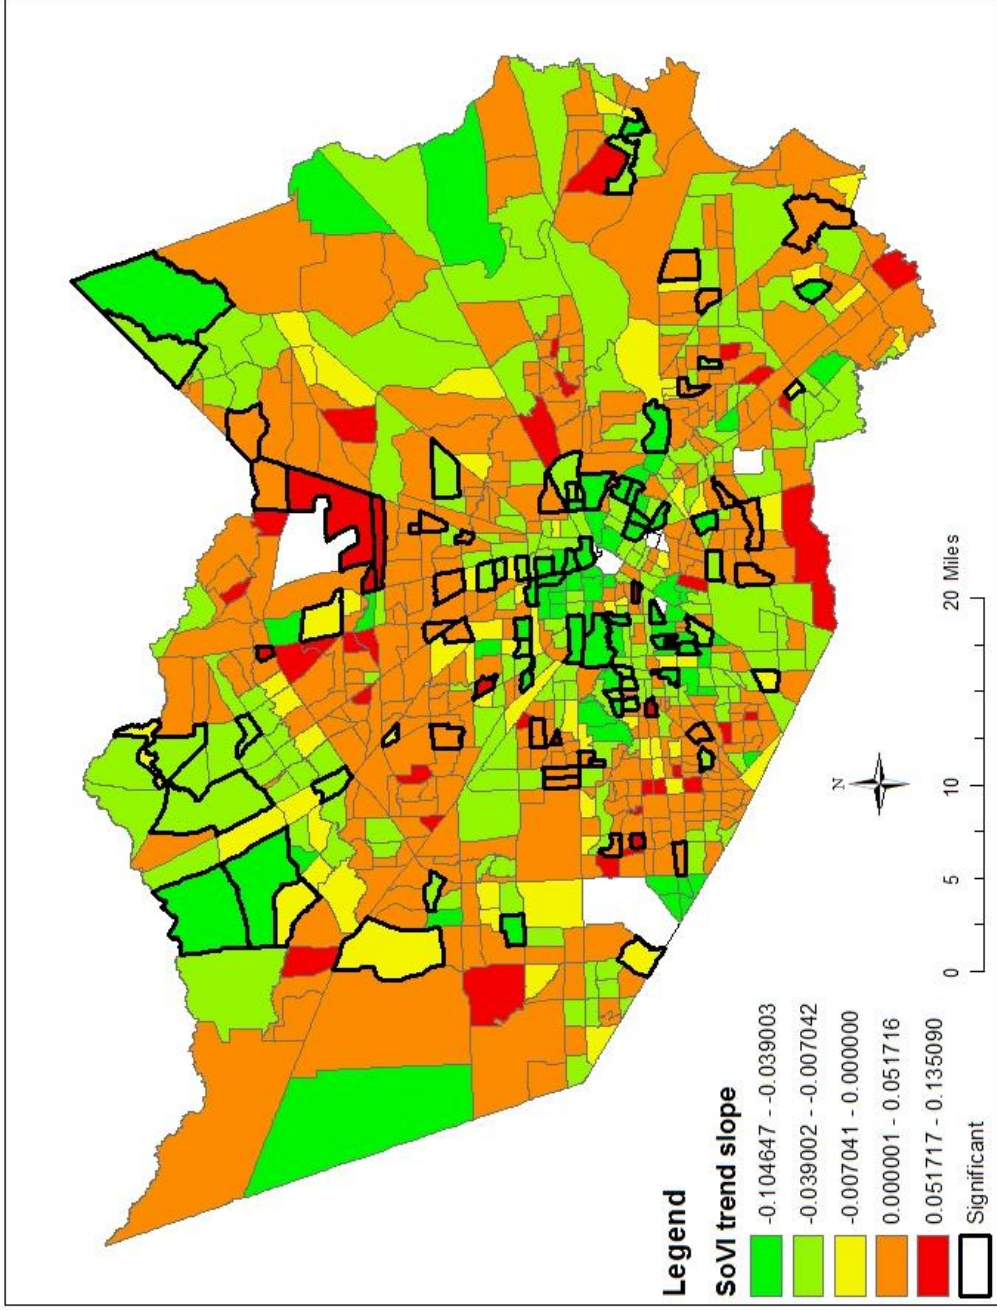 Legend
SoVI trend slope
-0.104647 - -0.039003
-0.039002 - -0.007042
-0.007041 - 0.000000
0.000001 - 0.051716
0.051717 - 0.135090
Significant
N
0 5 10 20 Miles